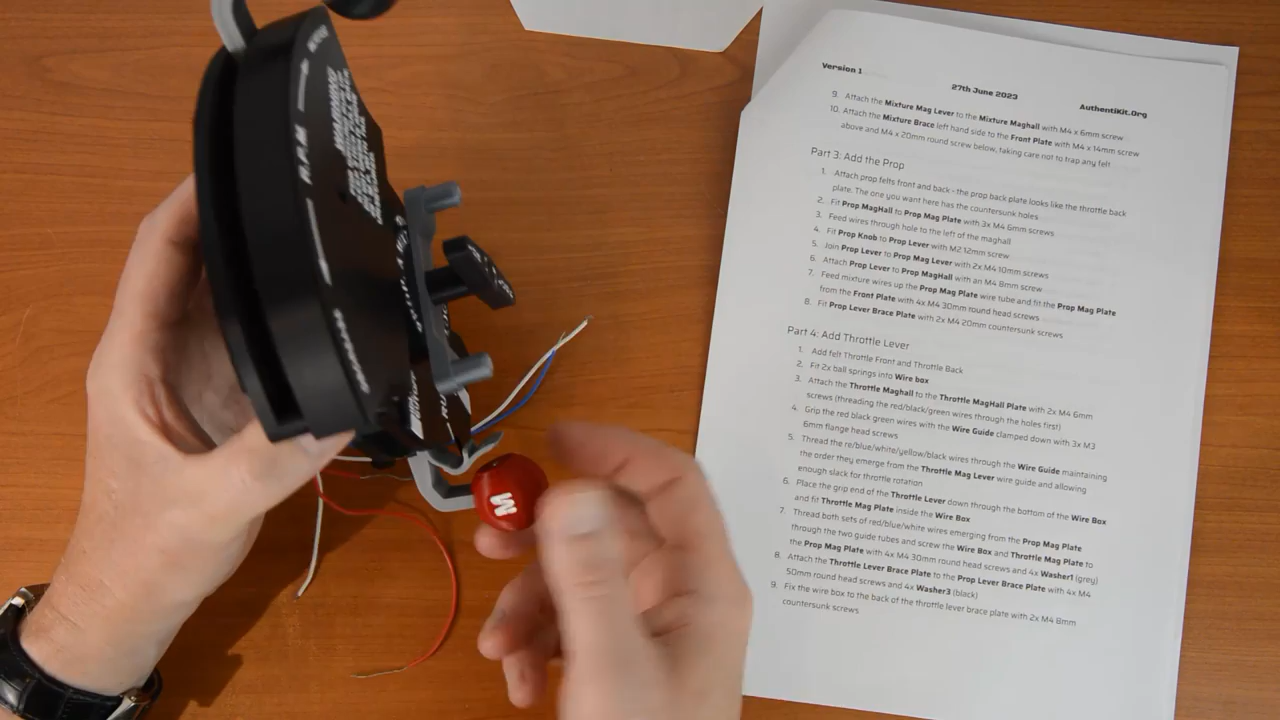 RPM
WARNING
M
Version 1
27th June 2023
AuthentiKit.Org
9. Attach the Mixture Mag Lever to the Mixture Maghall with M4 x 6mm screw
10. Attach the Mixture Brace left hand side to the Front Plate with M4 x 14mm screw
above and M4 x 20mm round screw below, taking care not to trap any felt
Part 3: Add the Prop
1. Attach prop felts front and back - the prop back plate looks like the throttle back
plate. The one you want here has the countersunk holes
2. Fit Prop MagHall to Prop Mag Plate with 3x M4 6mm screws
3. Feed wires through hole to the left of the maghall
4. Fit Prop Knob to Prop Lever with M2 12mm screw
5. Join Prop Lever to Prop Mag Lever with 2x M4 10mm screws
6. Attach Prop Lever to Prop MagHall with an M4 8mm screw
7. Feed mixture wires up the Prop Mag Plate wire tube and fit the Prop Mag Plate
from the Front Plate with 4x M4 30mm round head screws
8. Fit Prop Lever Brace Plate with 2x M4 20mm countersunk screws
Part 4: Add Throttle Lever
1. Add felt Throttle Front and Throttle Back
2. Fit 2x ball springs into Wire box
3. Attach the Throttle Maghall to the Throttle MagHall Plate with 2x M4 6mm
screws (threading the red/black/green wires through the holes first)
4. Grip the red black green wires with the Wire Guide clamped down with 3x M3
6mm flange head screws
5. Thread the re/blue/white/yellow/black wires through the Wire Guide maintaining
the order they emerge from the Throttle Mag Lever wire guide and allowing
enough slack for throttle rotation
6. Place the grip end of the Throttle Lever down through the bottom of the Wire Box
and fit Throttle Mag Plate inside the Wire Box
7. Thread both sets of red/blue/white wires emerging from the Prop Mag Plate
through the two guide tubes and screw the Wire Box and Throttle Mag Plate to
the Prop Mag Plate with 4x M4 30mm round head screws and 4x Washer1 (grey)
8. Attach the Throttle Lever Brace Plate to the Prop Lever Brace Plate with 4x M4
50mm round head screws and 4x Washer3 (black)
9. Fix the wire box to the back of the throttle lever brace plate with 2x M4 8mm
countersunk screws